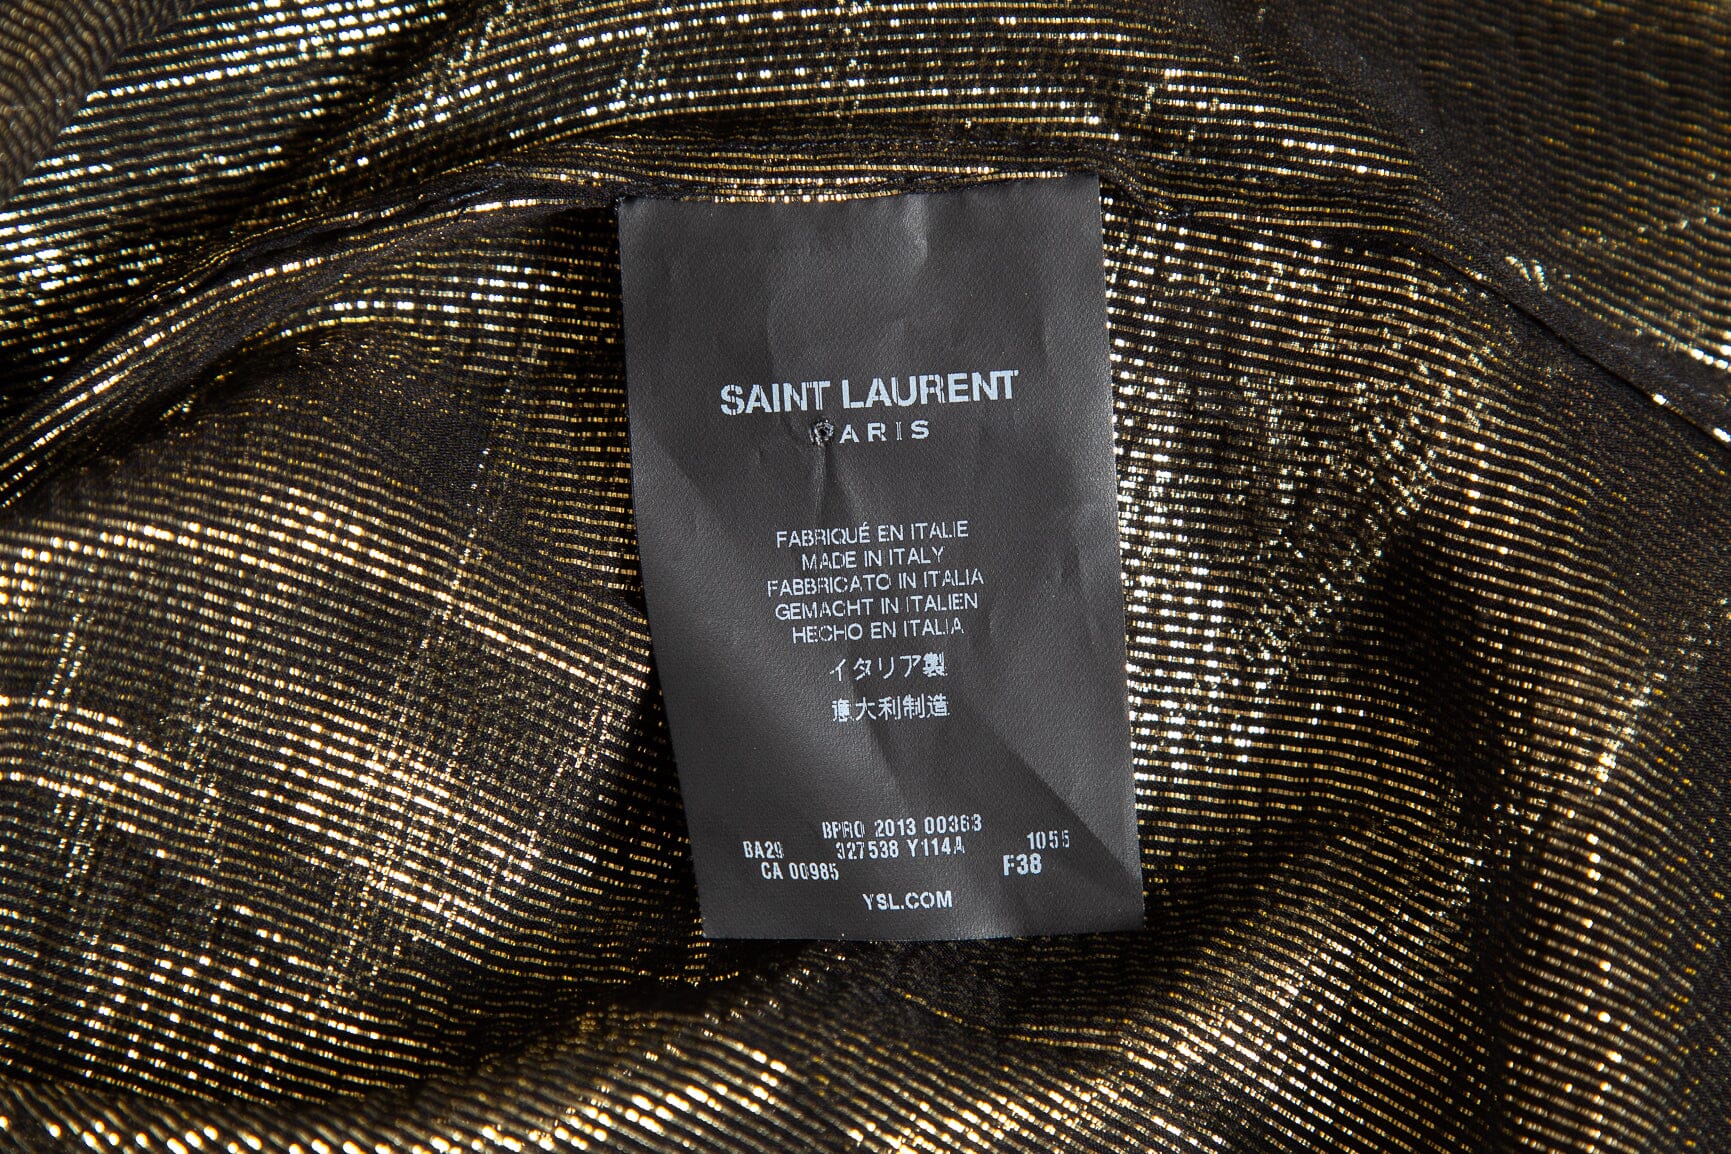 SAINT LAURENT
PARIS
FABRIQUÉ EN ITALIE
MADE IN ITALY
FABBRICATO IN ITALIA
GEMACHT IN ITALIEN
HECHO EN ITALIA
イタリア製
意大利制造
BPRO 2013 00363
BA29 327538 Y114A 1055
CA 00985 F38
YSL.COM